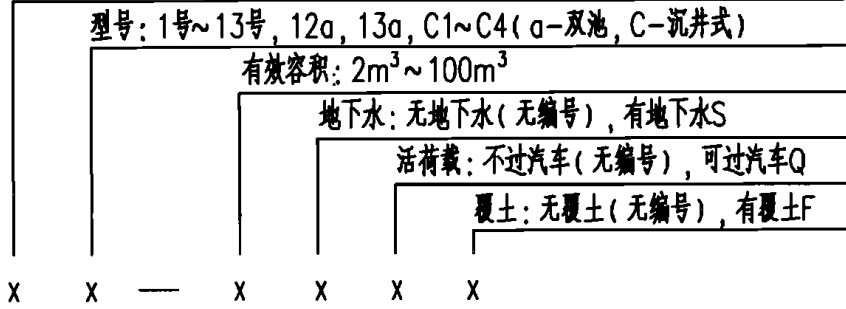 型号: 1号~13号, 12a, 13a, C1~C4(a-双池, C-沉井式)
有效容积: 2m³~100m³
地下水: 无地下水(无编号), 有地下水S
活荷载: 不过汽车(无编号), 可过汽车Q
覆土: 无覆土(无编号), 有覆土F
X X — X X X X